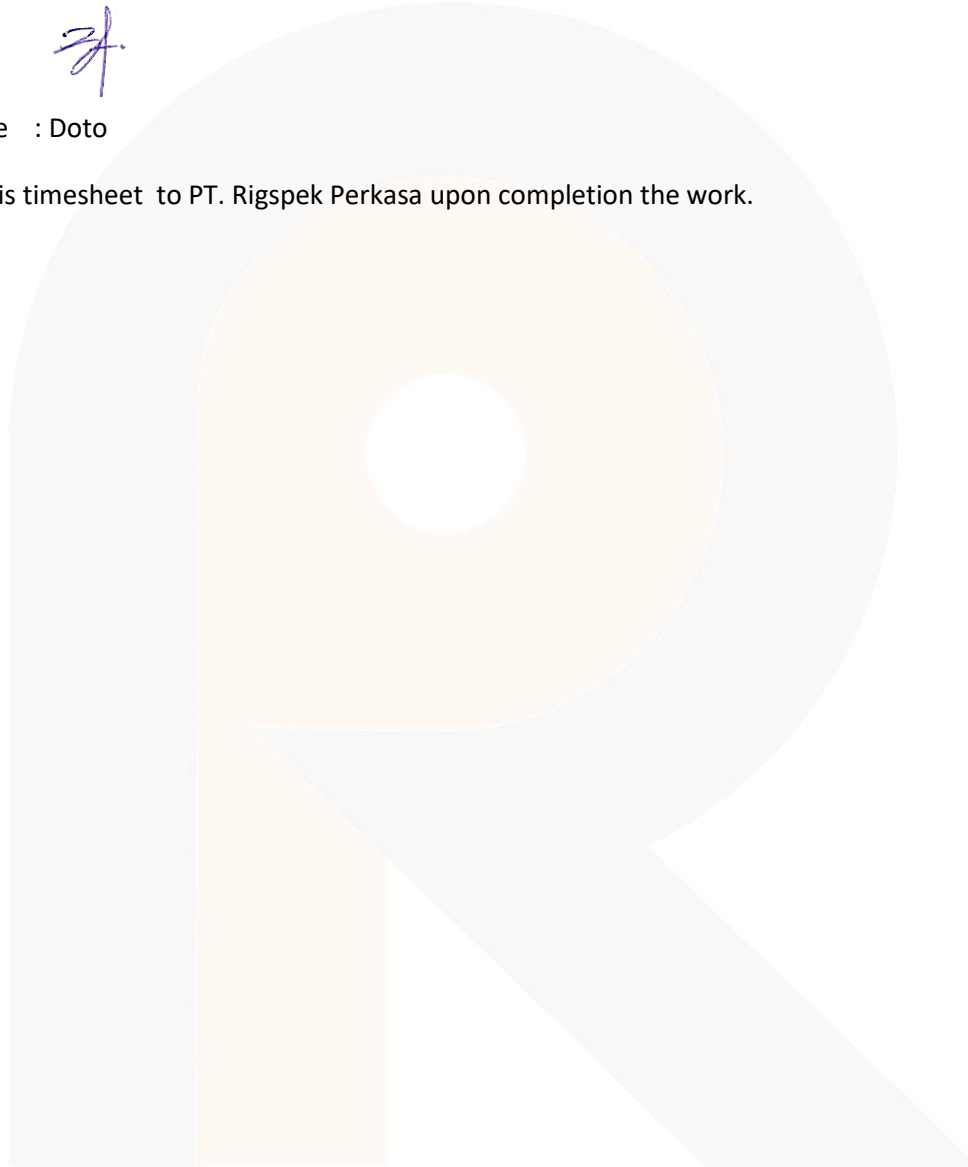 e : Doto
is timesheet to PT. Rigspek Perkasa upon completion the work.